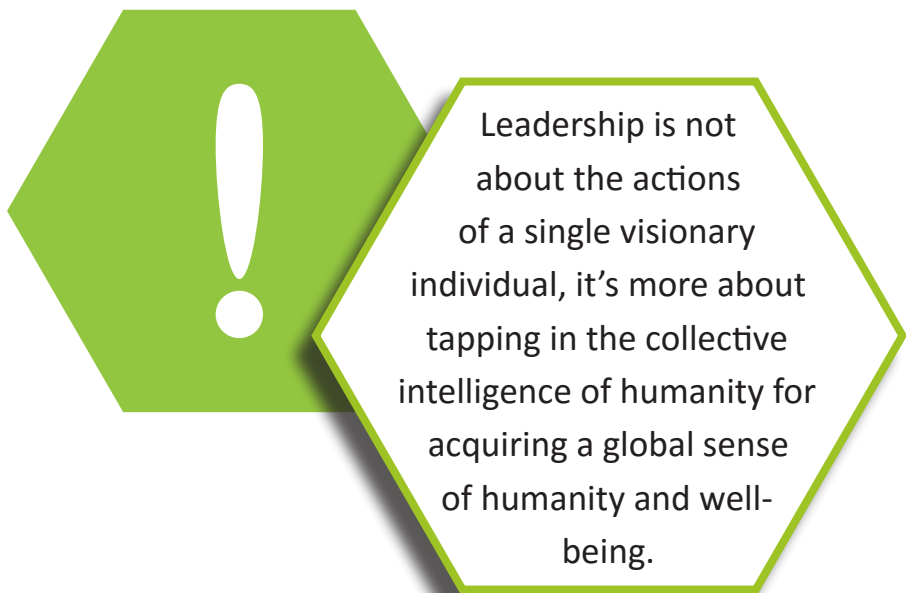 !
Leadership is not
about the actions
of a single visionary
individual, it's more about
tapping in the collective
intelligence of humanity for
acquiring a global sense
of humanity and well-
being.